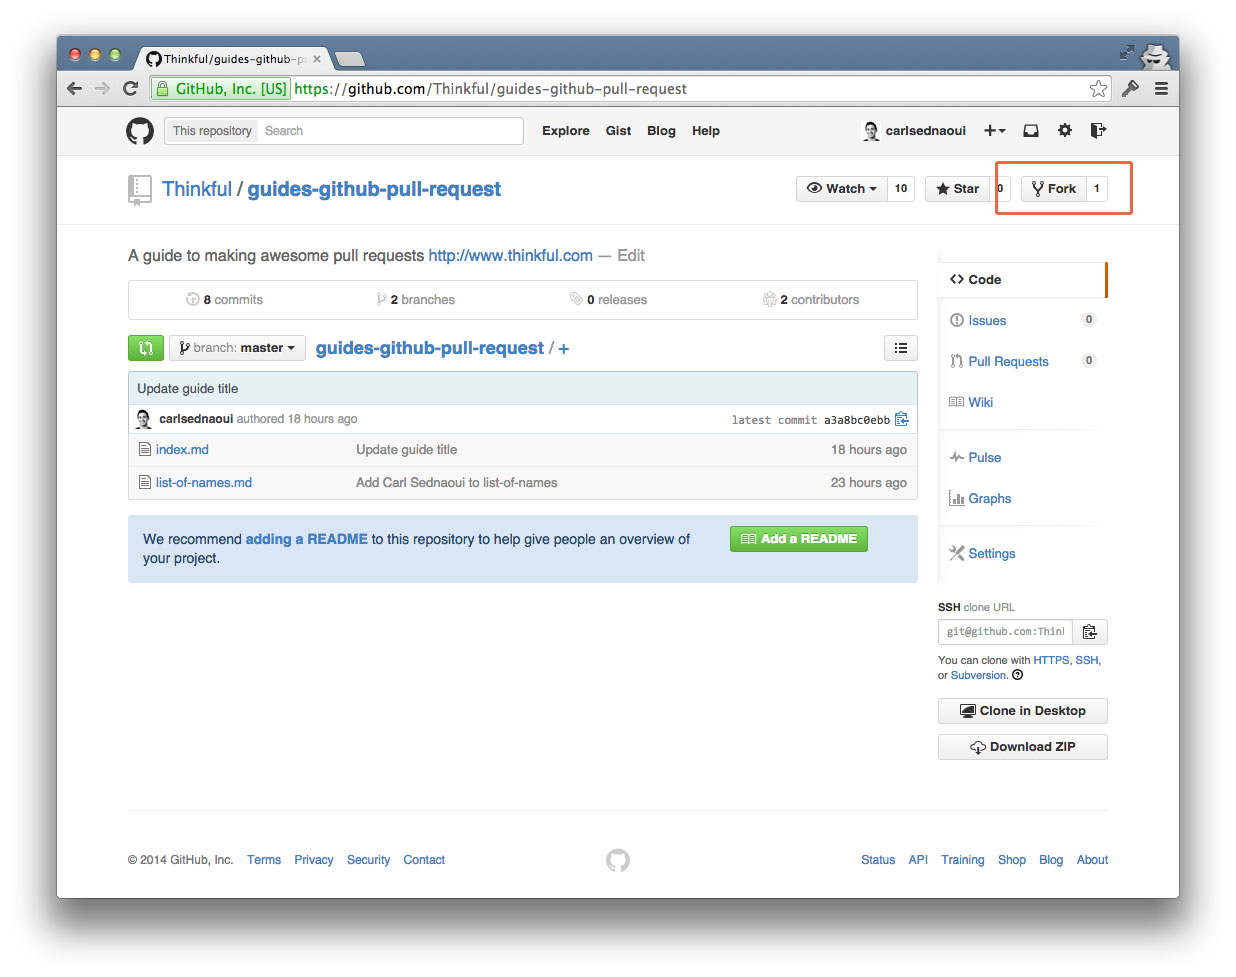 Thinkful/guides-github-p
GitHub, Inc. [US] https://github.com/Thinkful/guides-github-pull-request
This repository Search Explore Gist Blog Help carlsednaoui
Thinkful / guides-github-pull-request Watch 10 Star 0 Fork 1
A guide to making awesome pull requests http://www.thinkful.com — Edit
8 commits 2 branches 0 releases 2 contributors
branch: master guides-github-pull-request / +
Update guide title
carlsednaoui authored 18 hours ago latest commit a3a8bc0ebb
index.md Update guide title 18 hours ago
list-of-names.md Add Carl Sednaoui to list-of-names 23 hours ago
We recommend adding a README to this repository to help give people an overview of
your project.
Add a README
Code
Issues 0
Pull Requests 0
Wiki
Pulse
Graphs
Settings
SSH clone URL
git@github.com:Thinl
You can clone with HTTPS, SSH,
or Subversion.
Clone in Desktop
Download ZIP
© 2014 GitHub, Inc. Terms Privacy Security Contact Status API Training Shop Blog About